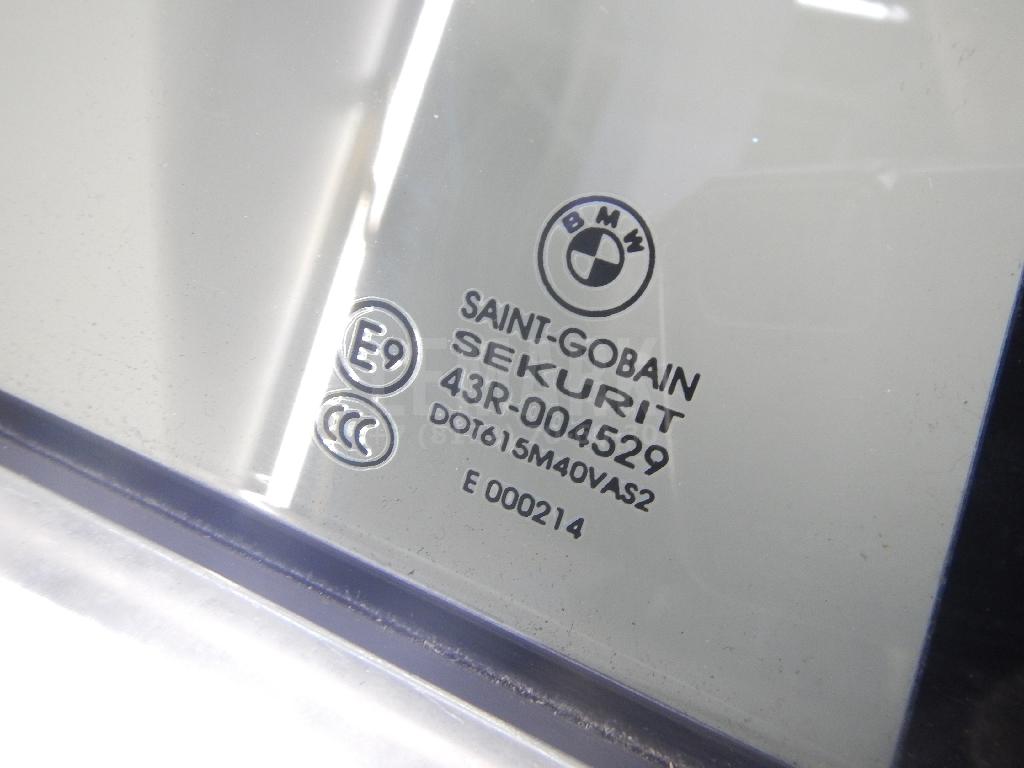 BMW
SAINT-GOBAIN
SEKURIT
E9
43R-004529
CCC
DOT615M40VAS2
E 000214